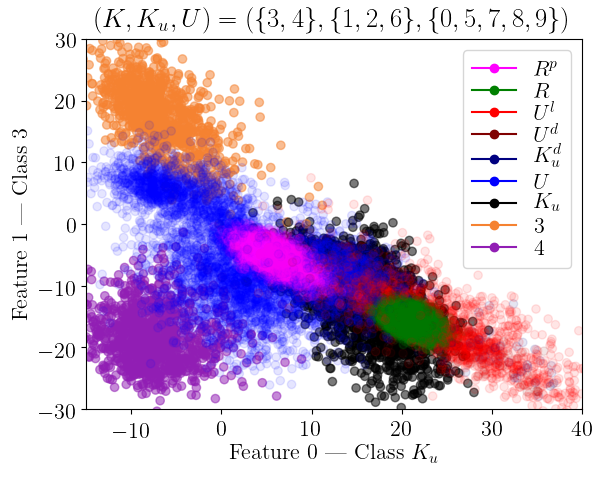 (K, K_u, U) = ({3, 4}, {1, 2, 6}, {0, 5, 7, 8, 9})
30
20
10
0
−10
−20
−30
Feature 1 — Class 3
R^p
R
U^l
U^d
K_u^d
U
K_u
3
4
−10
0
10
20
30
40
Feature 0 — Class K_u